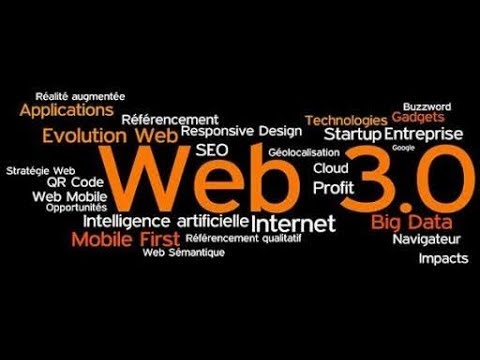 Réalité augmentée
Applications
Buzzword
Référencement
Technologies
Gadgets
Evolution Web
Responsive Design
Startup
Entreprise
SEO
Géolocalisation
Google
Web 3.0
Stratégie Web
Cloud
QR Code
Profit
Web Mobile
Opportunités
Intelligence artificielle
Internet
Big Data
Mobile First
Référencement qualitatif
Navigateur
Web Sémantique
Impacts